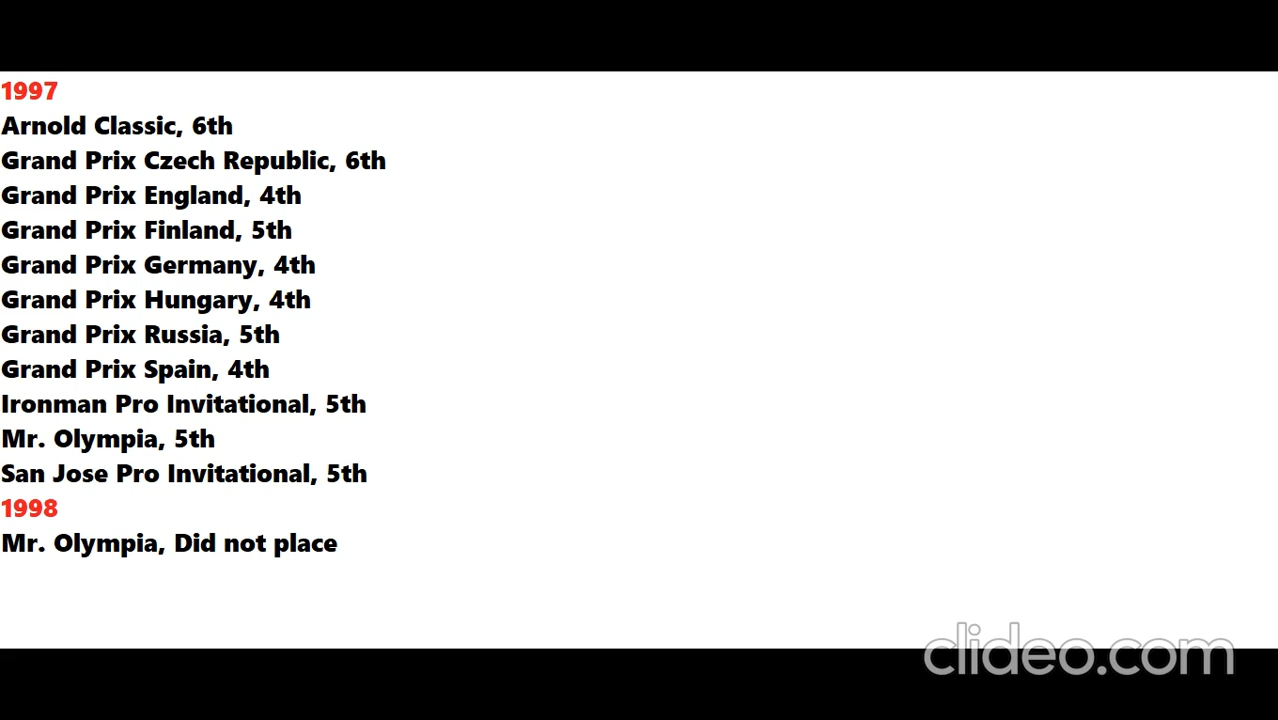 1997
Arnold Classic, 6th
Grand Prix Czech Republic, 6th
Grand Prix England, 4th
Grand Prix Finland, 5th
Grand Prix Germany, 4th
Grand Prix Hungary, 4th
Grand Prix Russia, 5th
Grand Prix Spain, 4th
Ironman Pro Invitational, 5th
Mr. Olympia, 5th
San Jose Pro Invitational, 5th
1998
Mr. Olympia, Did not place
clideo.com